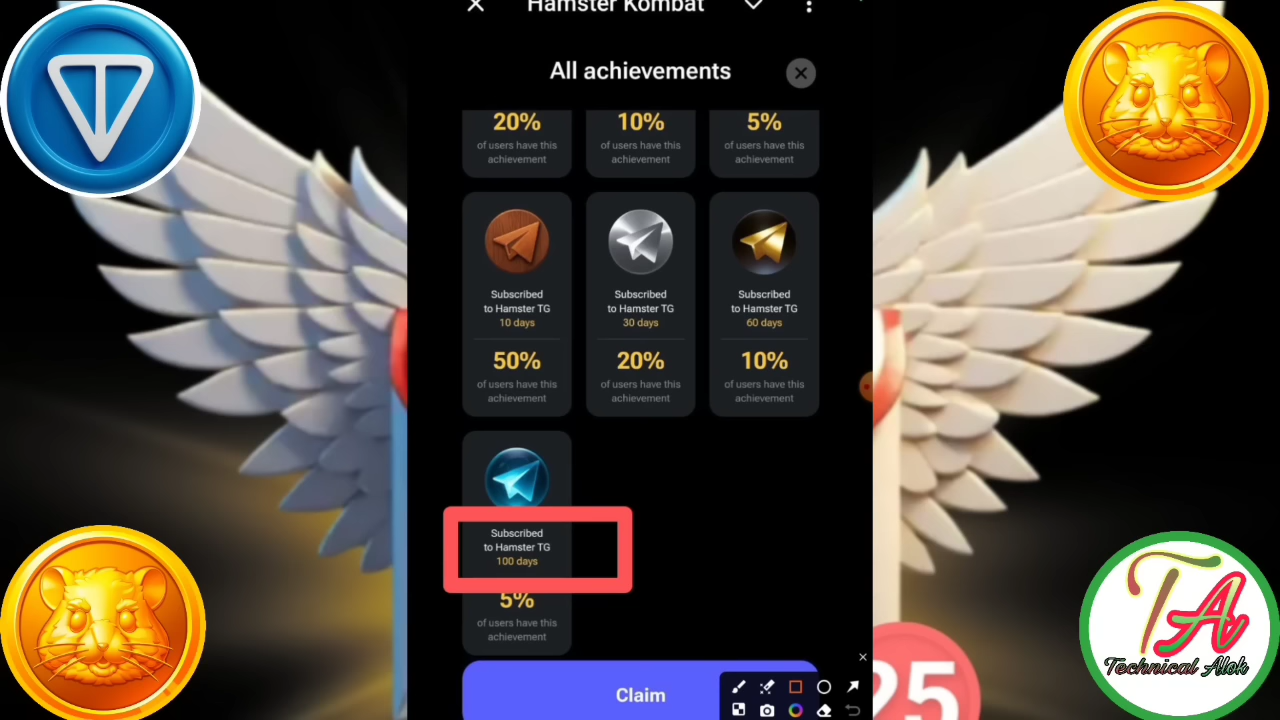 Hamster Kombat
All achievements
20%
of users have this
achievement
10%
of users have this
achievement
5%
of users have this
achievement
Subscribed
to Hamster TG
10 days
50%
of users have this
achievement
Subscribed
to Hamster TG
30 days
20%
of users have this
achievement
Subscribed
to Hamster TG
60 days
10%
of users have this
achievement
Subscribed
to Hamster TG
100 days
5%
of users have this
achievement
Claim
25
TA
Technical Alok